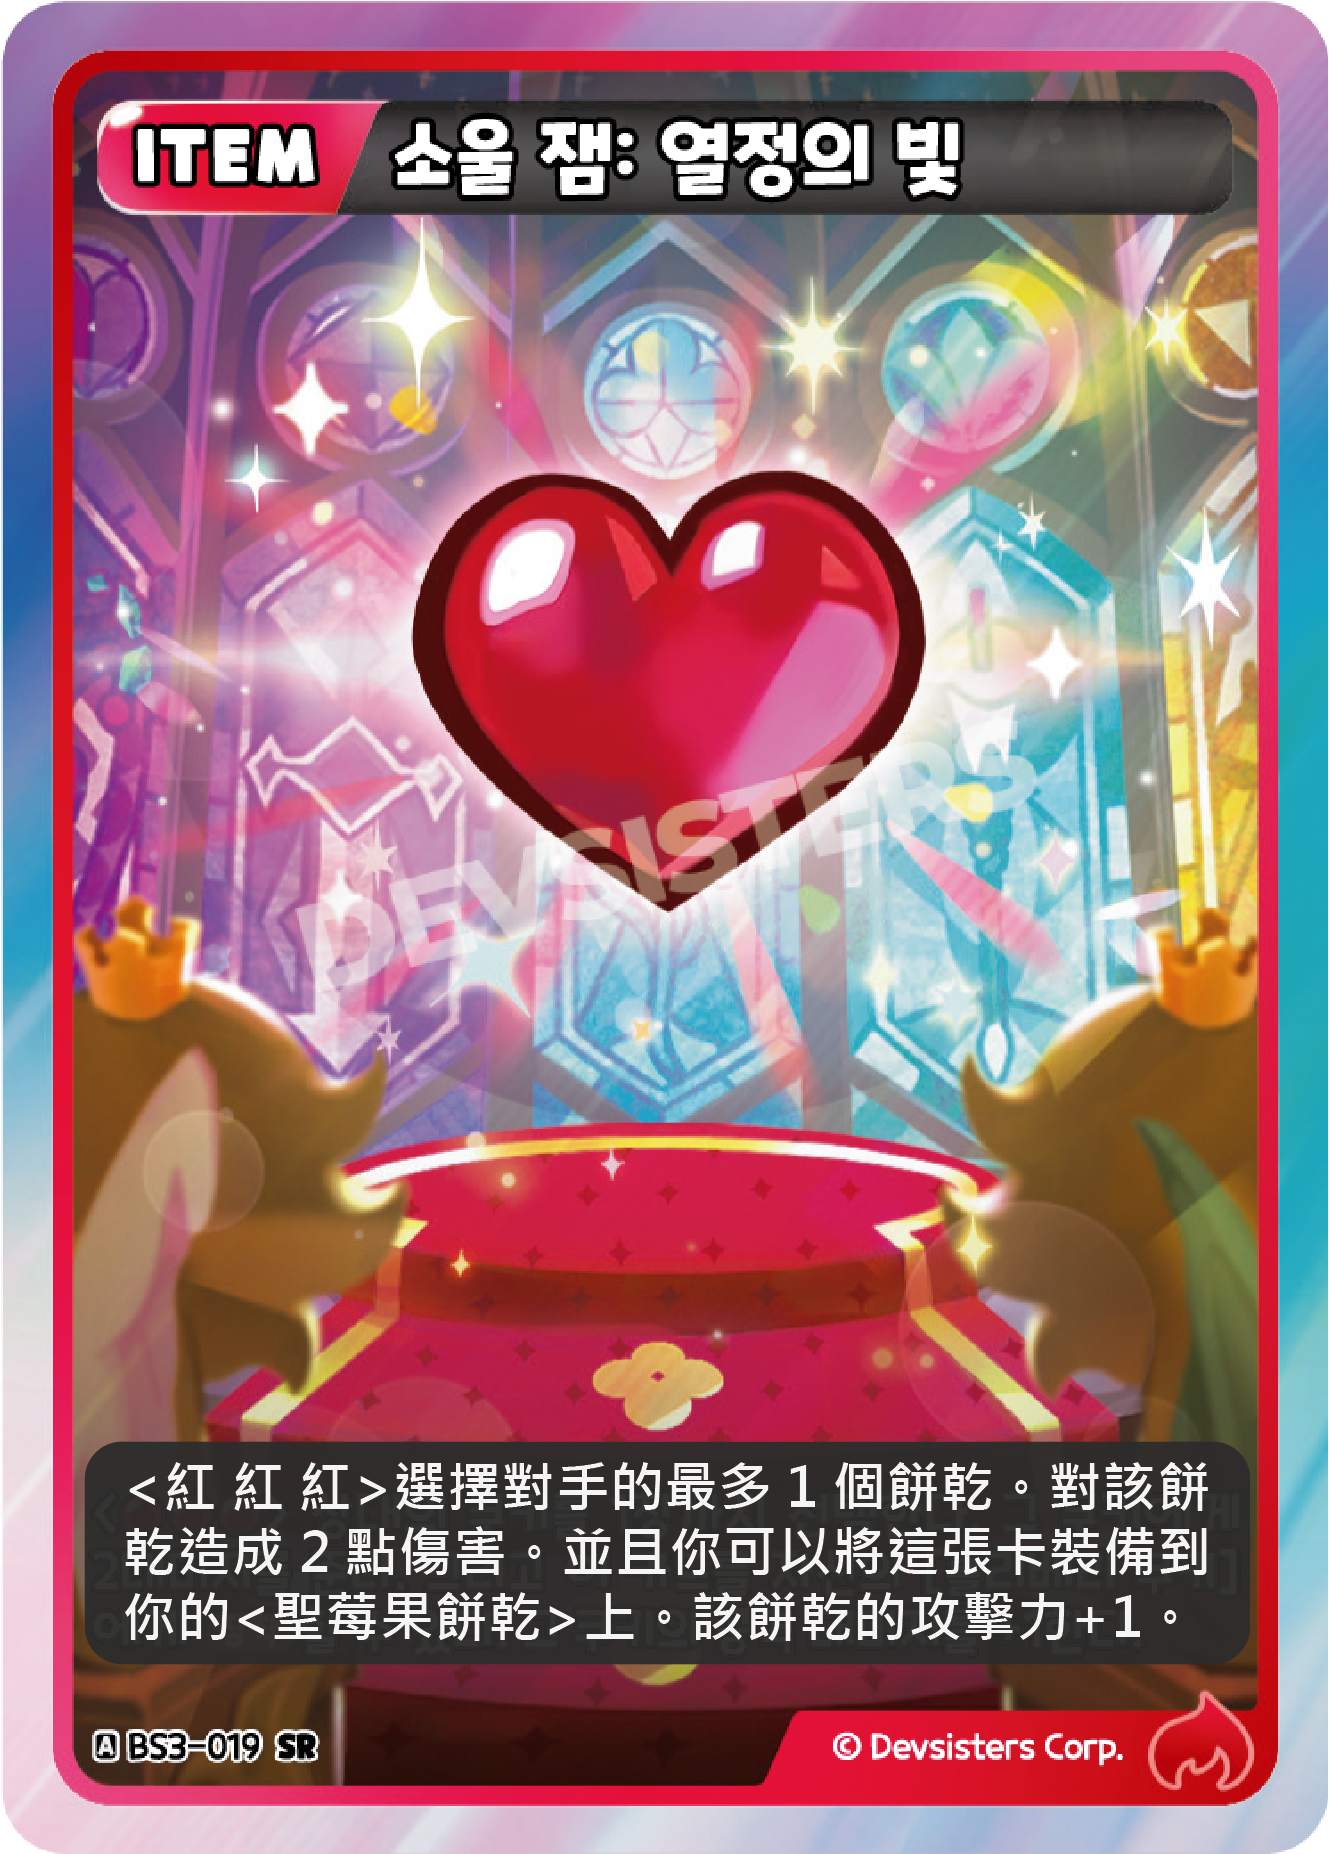 ITEM 소울 잼: 열정의 빛
DEVSISTERS
<紅 紅 紅>選擇對手的最多 1 個餅乾。對該餅
乾造成 2 點傷害。並且你可以將這張卡裝備到
你的<聖莓果餅乾>上。該餅乾的攻擊力+1。
A BS3-019 SR
© Devsisters Corp.